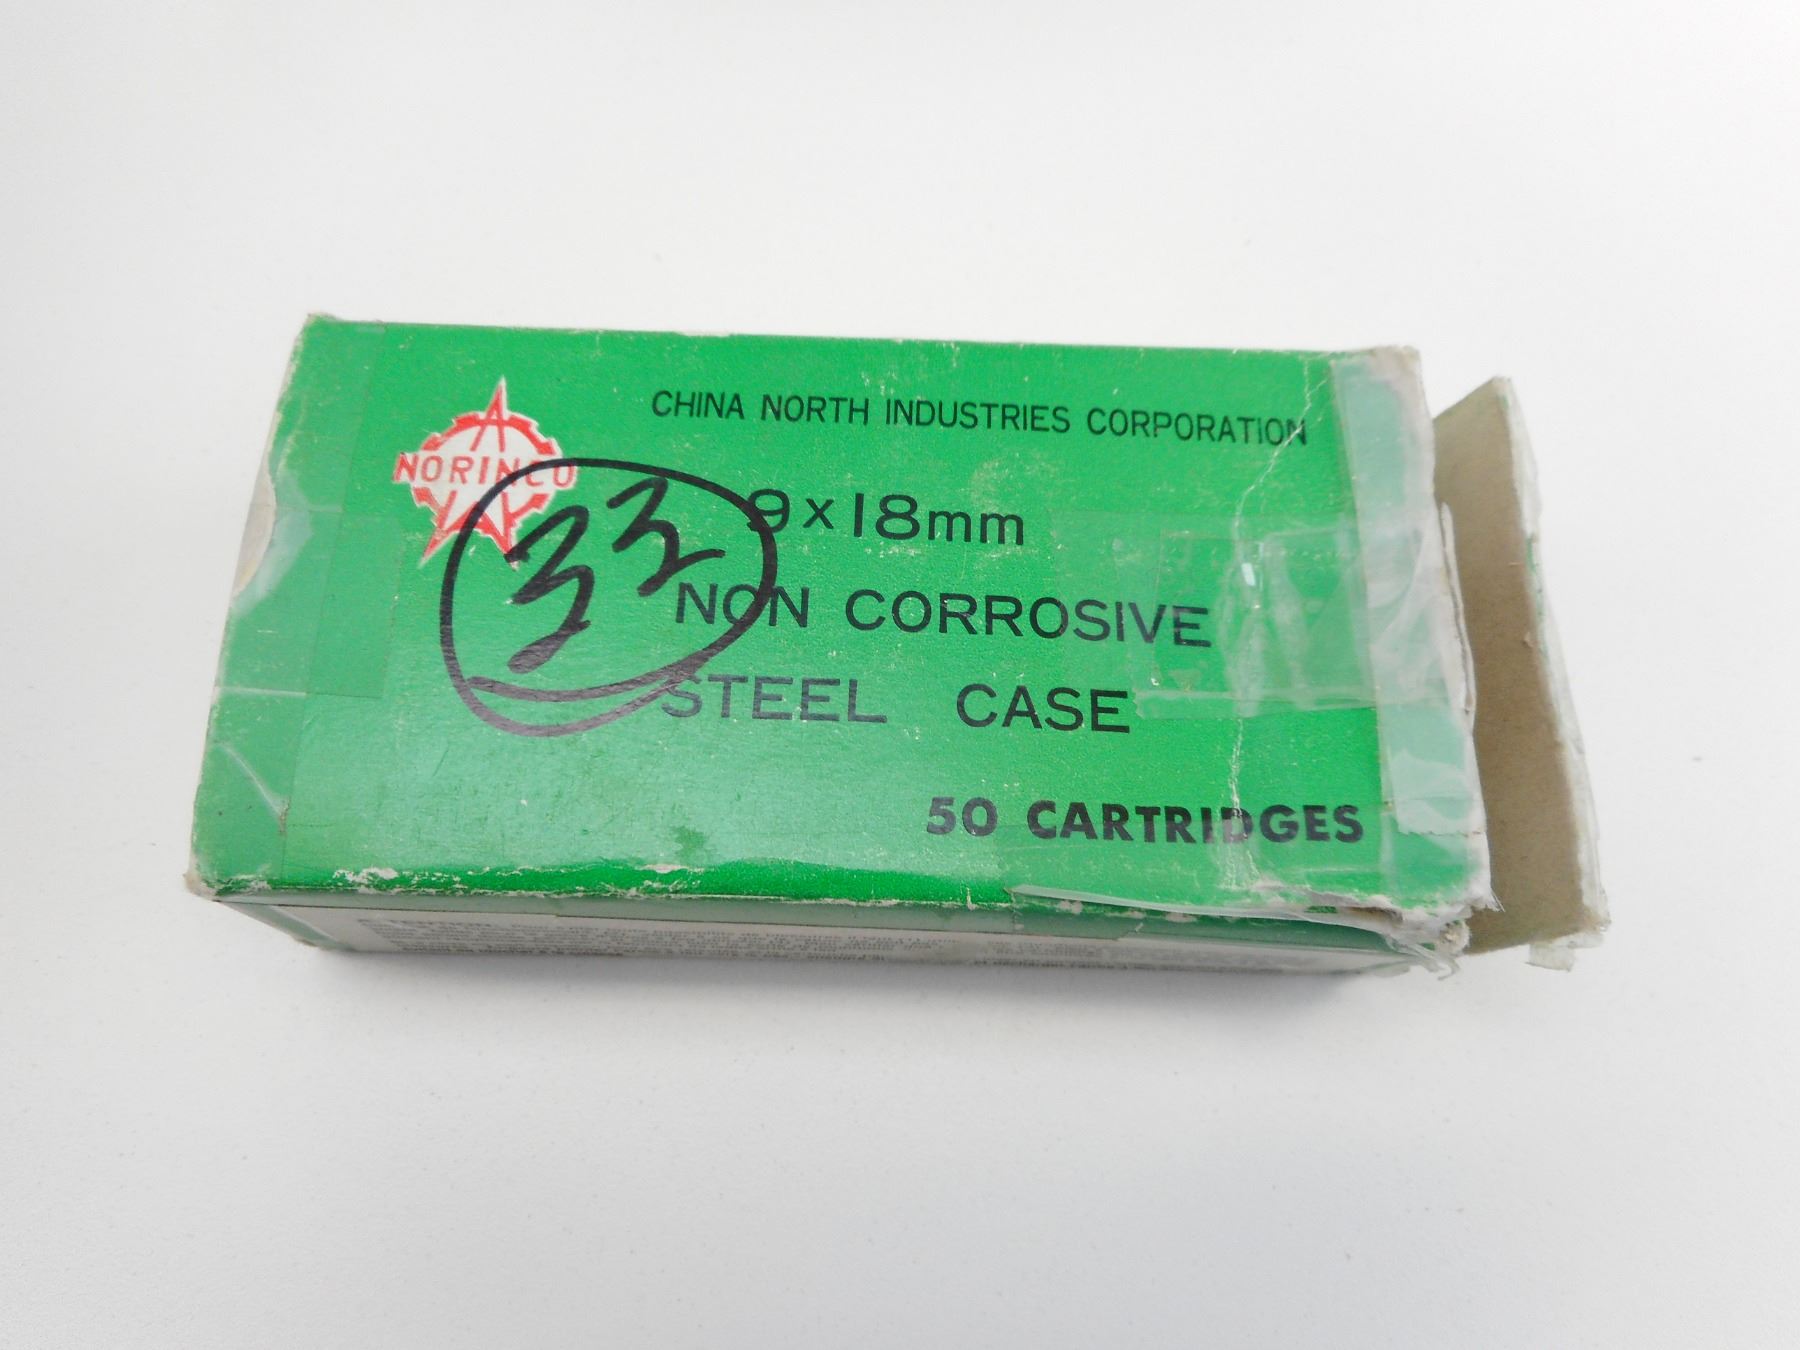 CHINA NORTH INDUSTRIES CORPORATION
NORINCO
9x18mm
33
NON CORROSIVE
STEEL CASE
50 CARTRIDGES